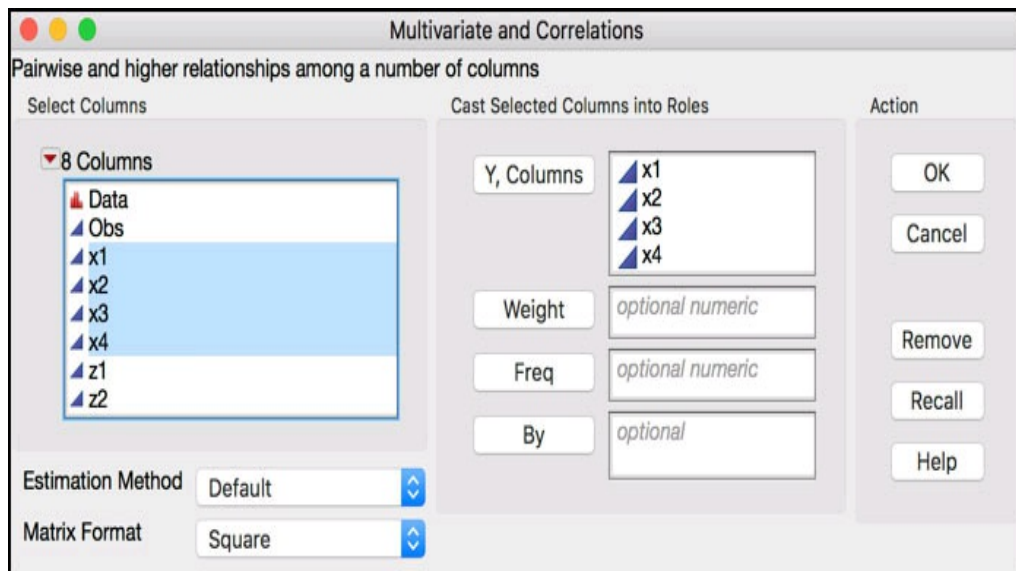 Multivariate and Correlations
Pairwise and higher relationships among a number of columns
Select Columns
8 Columns
Data
Obs
x1
x2
x3
x4
z1
z2
Estimation Method Default
Matrix Format Square
Cast Selected Columns into Roles
Y, Columns
x1
x2
x3
x4
Weight optional numeric
Freq optional numeric
By optional
Action
OK
Cancel
Remove
Recall
Help